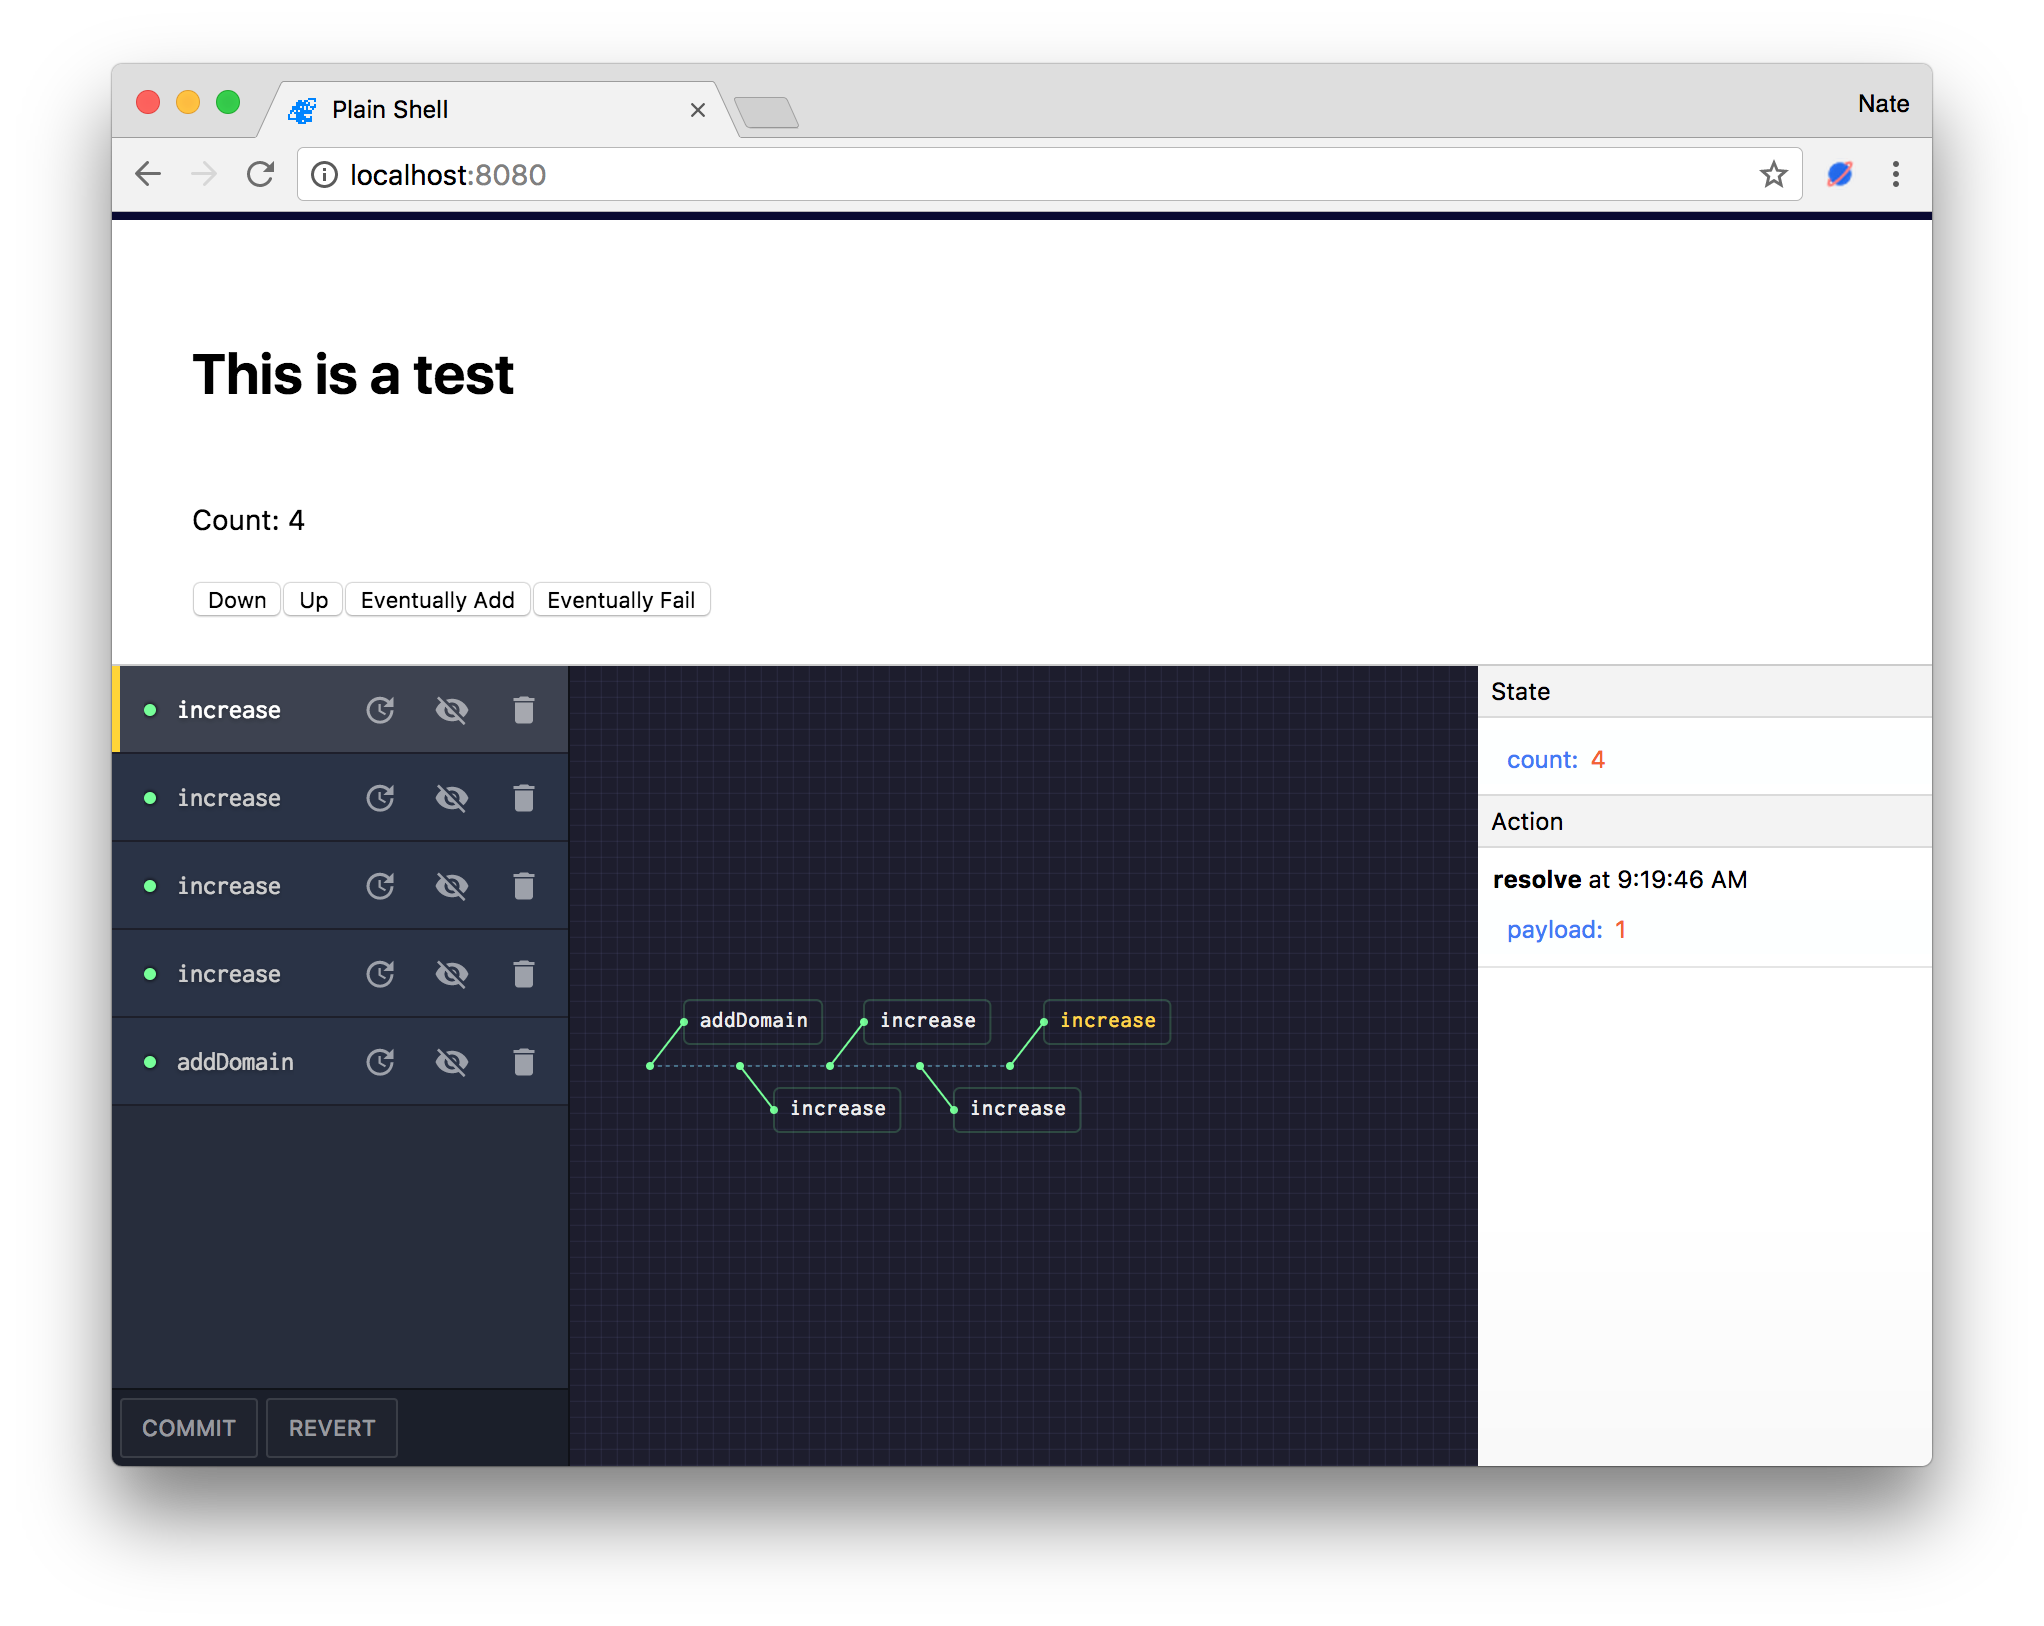 Plain Shell
Nate
localhost:8080
This is a test
Count: 4
Down Up Eventually Add Eventually Fail
increase
increase
increase
increase
addDomain
COMMIT REVERT
addDomain increase increase
increase increase
State
count: 4
Action
resolve at 9:19:46 AM
payload: 1